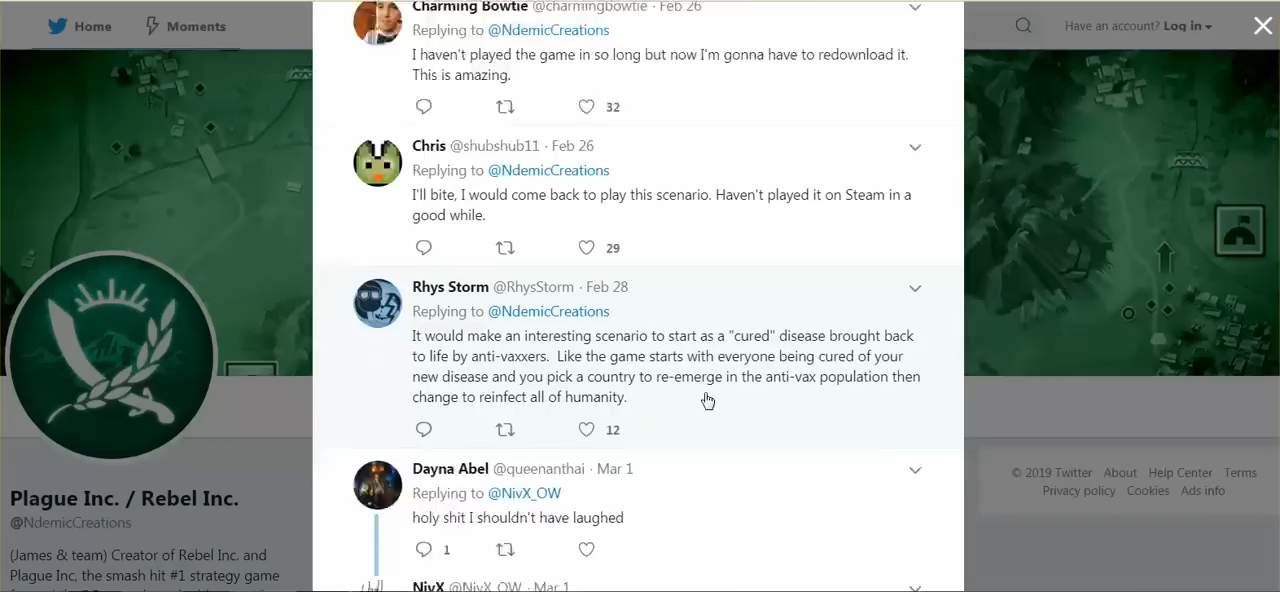 Home
Moments
Have an account? Log in
Charming Bowtie @charmingbowtie · Feb 26
Replying to @NdemicCreations
I haven't played the game in so long but now I'm gonna have to redownload it.
This is amazing.
32
Chris @shubshub11 · Feb 26
Replying to @NdemicCreations
I'll bite, I would come back to play this scenario. Haven't played it on Steam in a
good while.
29
Rhys Storm @RhysStorm · Feb 28
Replying to @NdemicCreations
It would make an interesting scenario to start as a "cured" disease brought back
to life by anti-vaxxers.  Like the game starts with everyone being cured of your
new disease and you pick a country to re-emerge in the anti-vax population then
change to reinfect all of humanity.
12
Dayna Abel @queenanthai · Mar 1
Replying to @NivX_OW
holy shit I shouldn't have laughed
1
NivX @NivX_OW · Mar 1
Plague Inc. / Rebel Inc.
@NdemicCreations
(James & team) Creator of Rebel Inc. and
Plague Inc, the smash hit #1 strategy game
© 2019 Twitter About Help Center Terms
Privacy policy Cookies Ads info